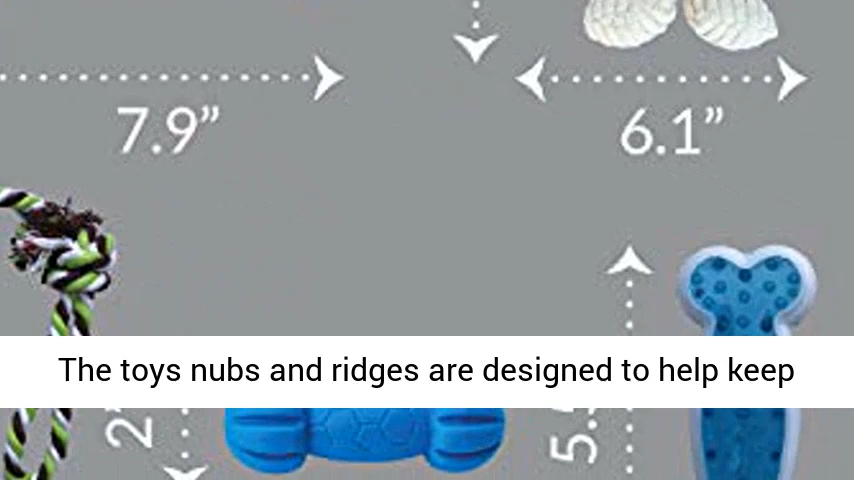 7.9”
6.1”
The toys nubs and ridges are designed to help keep